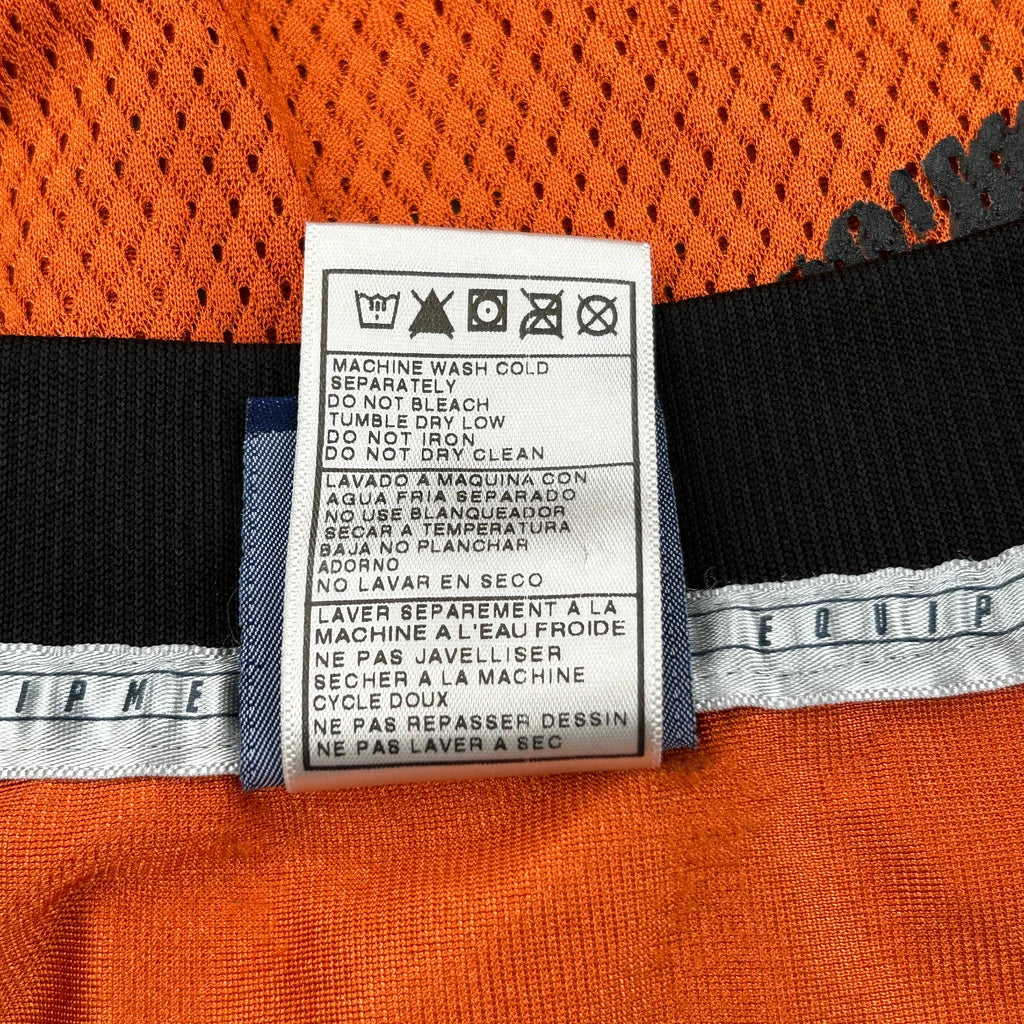 MACHINE WASH COLD
SEPARATELY
DO NOT BLEACH
TUMBLE DRY LOW
DO NOT IRON
DO NOT DRY CLEAN
LAVADO A MAQUINA CON
AGUA FRIA SEPARADO
NO USE BLANQUEADOR
SECAR A TEMPERATURA
BAJA NO PLANCHAR
ADORNO
NO LAVAR EN SECO
LAVER SEPAREMENT A LA
MACHINE A L'EAU FROIDE
NE PAS JAVELLISER
SECHER A LA MACHINE
CYCLE DOUX
NE PAS REPASSER DESSIN
NE PAS LAVER A SEC
IPME
EQUIP